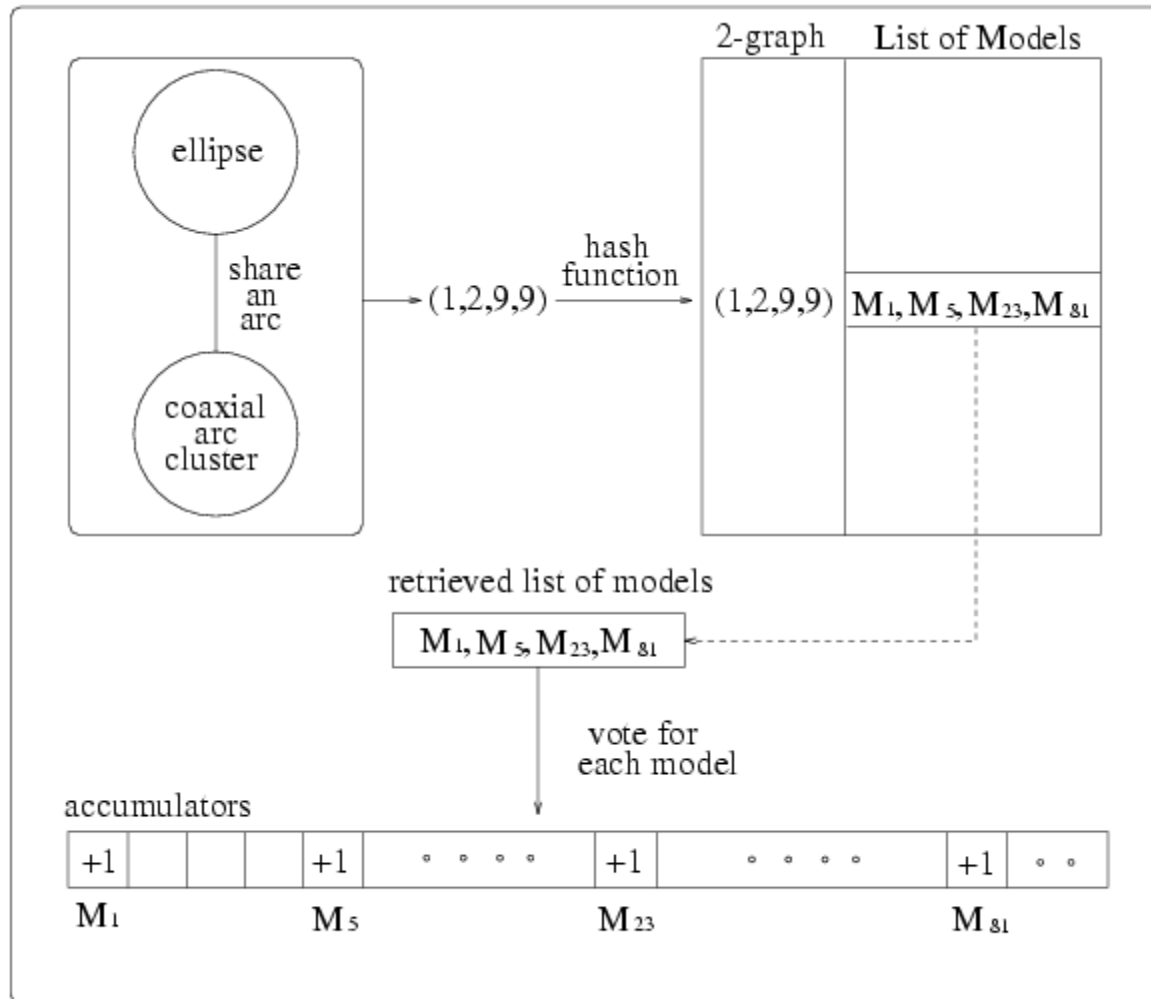 2-graph List of Models
ellipse
share
an
arc
coaxial
arc
cluster
(1,2,9,9)
hash
function
(1,2,9,9) M1, M5, M23, M81
retrieved list of models
M1, M5, M23, M81
vote for
each model
accumulators
+1 +1 +1 +1
M1 M5 M23 M81